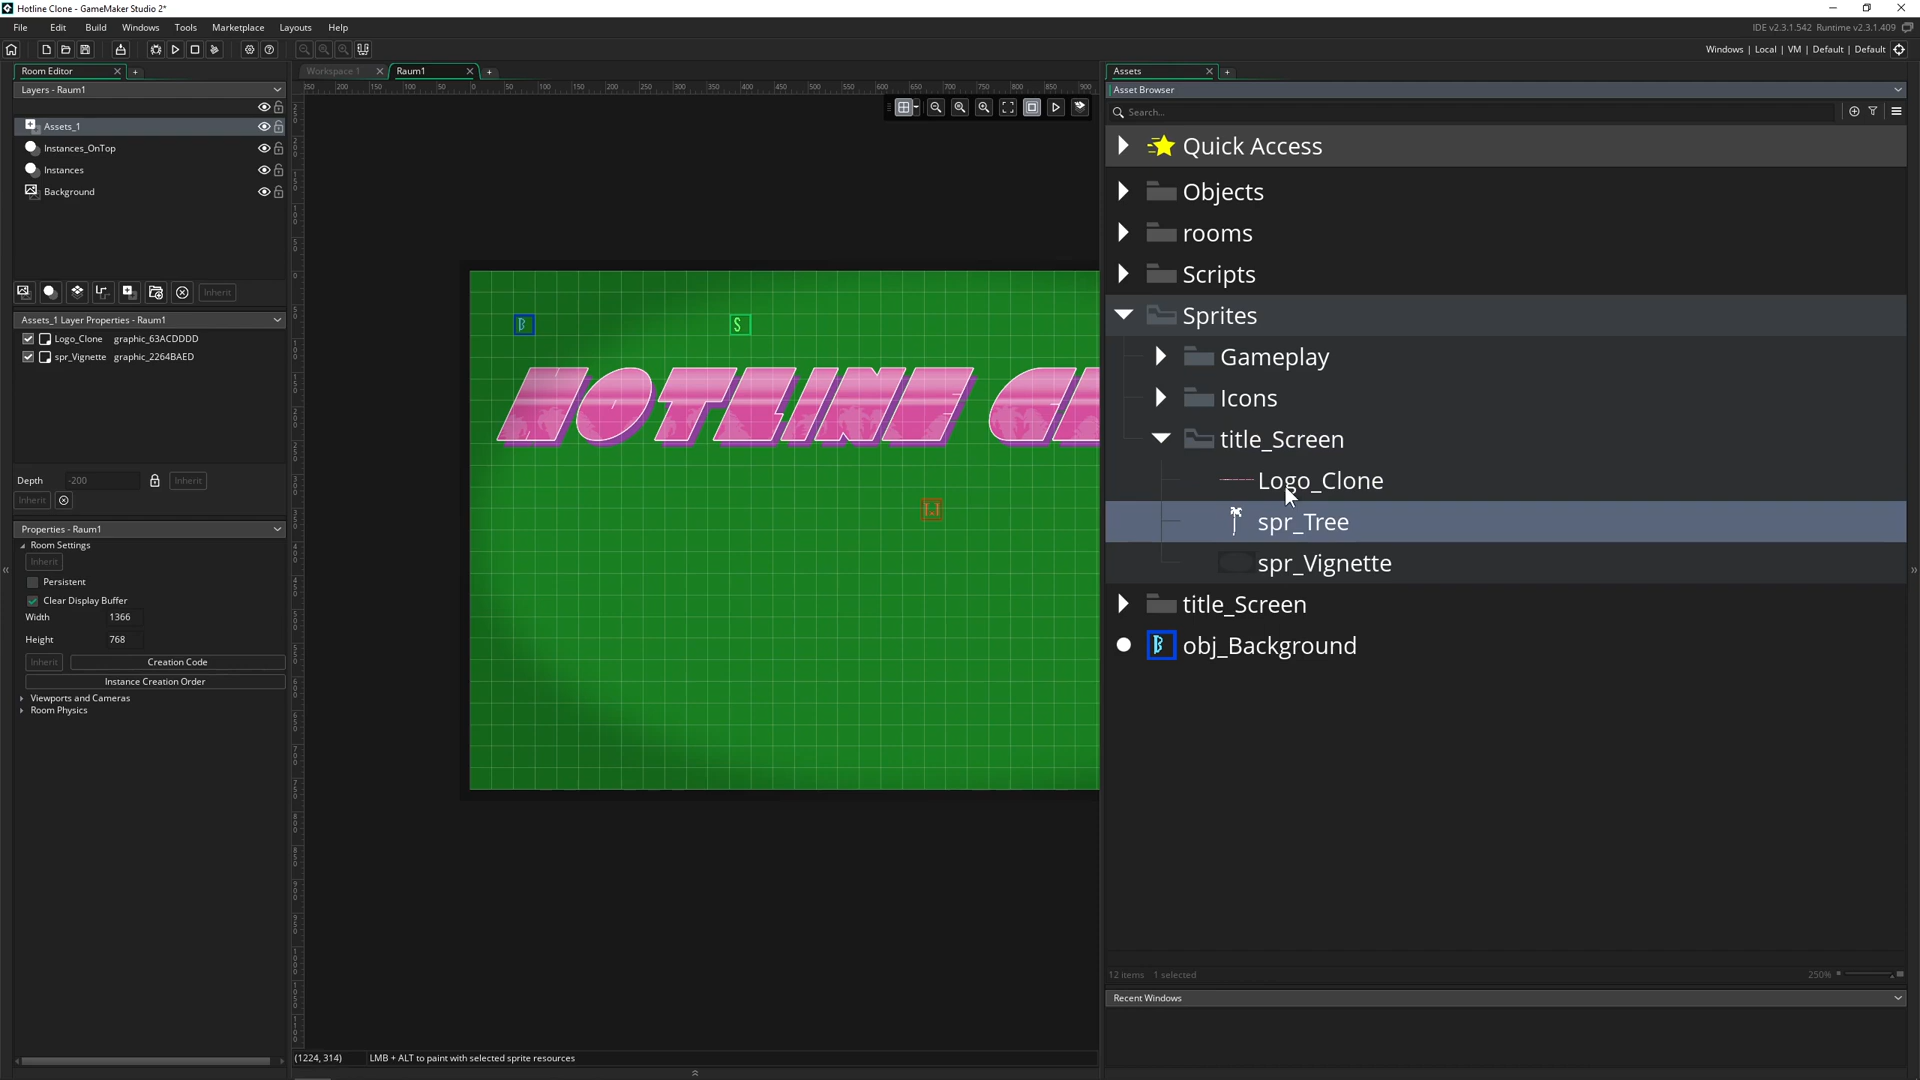 Hotline Clone - GameMaker Studio 2*
File Edit Build Windows Tools Marketplace Layouts Help
IDE v2.3.1.542 Runtime v2.3.1.409
Windows | Local | VM | Default | Default
Room Editor
Workspace 1
Raum1
Assets
Layers - Raum1
Asset Browser
Search...
Assets_1
Instances_OnTop
Instances
Background
Inherit
Assets_1 Layer Properties - Raum1
Logo_Clone graphic_63ACDDDD
spr_Vignette graphic_2264BAED
Depth -200 Inherit
Inherit
Properties - Raum1
Room Settings
Inherit
Persistent
Clear Display Buffer
Width 1366
Height 768
Inherit Creation Code
Instance Creation Order
Viewports and Cameras
Room Physics
B
S
HOTLINE
Quick Access
Objects
rooms
Scripts
Sprites
Gameplay
Icons
title_Screen
Logo_Clone
spr_Tree
spr_Vignette
title_Screen
B obj_Background
12 items 1 selected
250%
Recent Windows
(1224, 314) LMB + ALT to paint with selected sprite resources